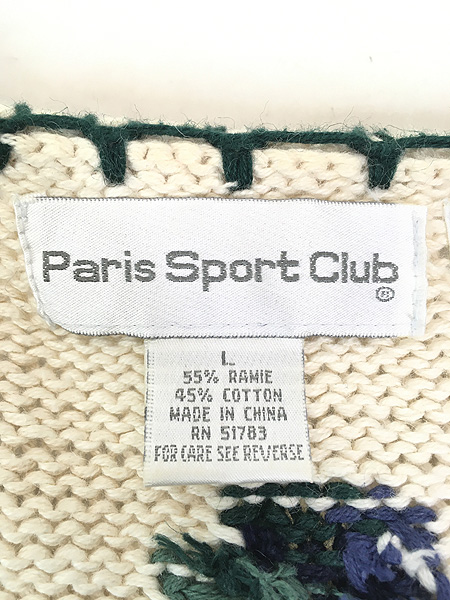 Paris Sport Club ®
L
55% RAMIE
45% COTTON
MADE IN CHINA
RN 51783
FOR CARE SEE REVERSE